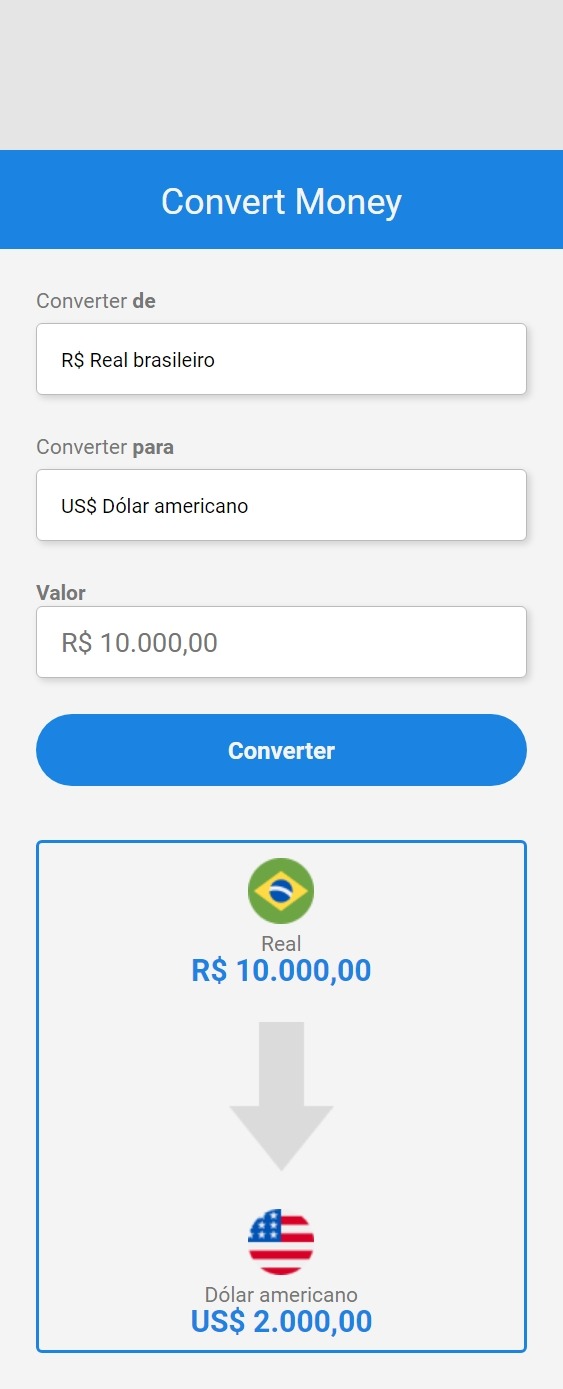 Convert Money
Converter de
R$ Real brasileiro
Converter para
US$ Dólar americano
Valor
R$ 10.000,00
Converter
Real
R$ 10.000,00
Dólar americano
US$ 2.000,00